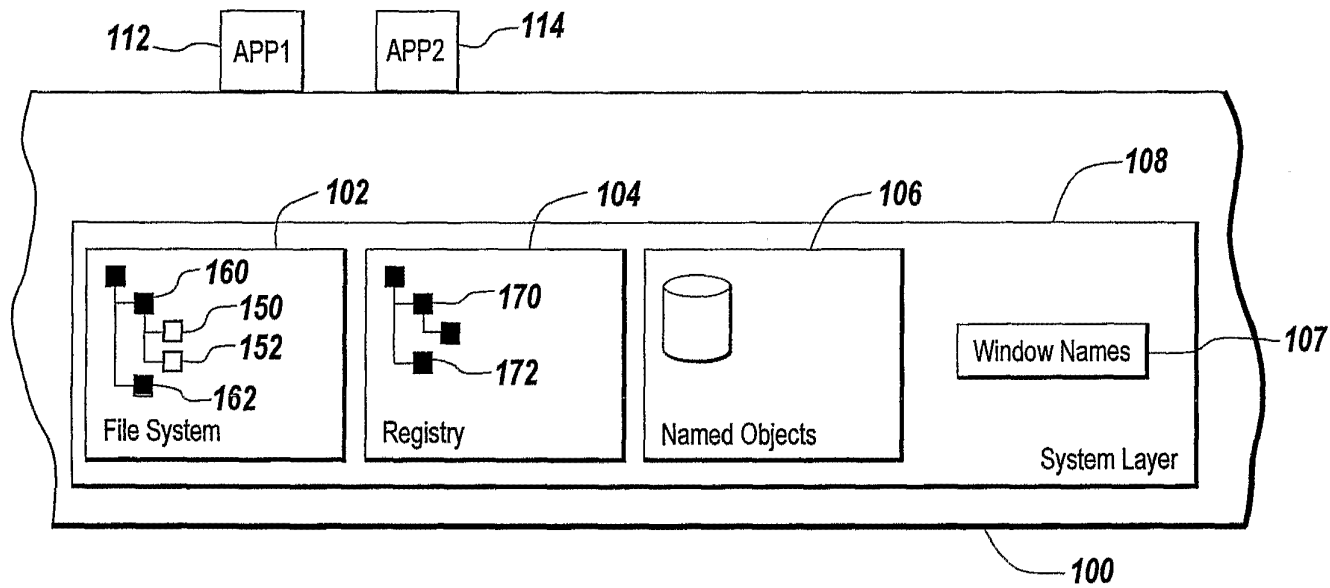 112
APP1
APP2
114
108
102
104
106
160
150
152
162
File System
170
172
Registry
Named Objects
Window Names
107
System Layer
100